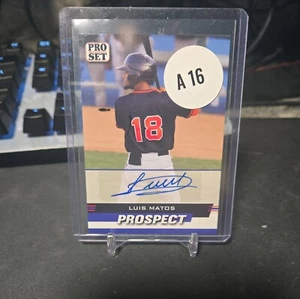 PRO
SET
A 16
18
LUIS MATOS
PROSPECT